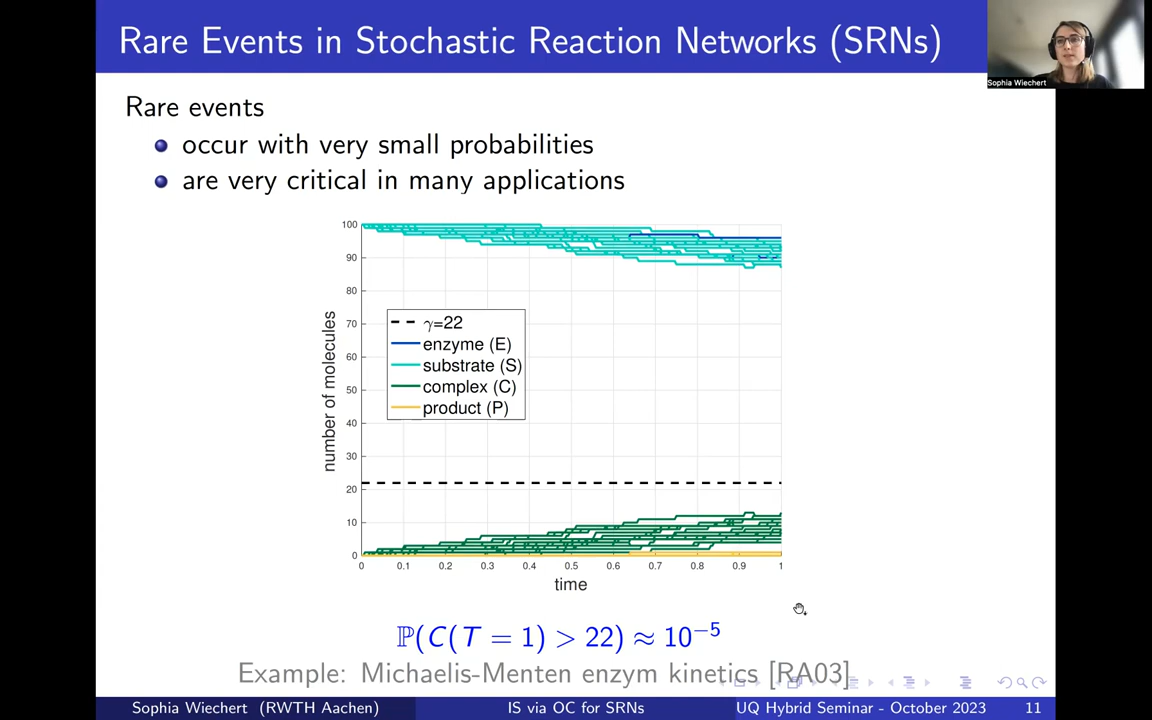 Rare Events in Stochastic Reaction Networks (SRNs)
Sophia Wiechert
Rare events
occur with very small probabilities
are very critical in many applications
100
90
80
70
60
50
40
30
20
10
0
number of molecules
γ=22
enzyme (E)
substrate (S)
complex (C)
product (P)
0 0.1 0.2 0.3 0.4 0.5 0.6 0.7 0.8 0.9 1
time
ℙ(C(T = 1) > 22) ≈ 10⁻⁵
Example: Michaelis-Menten enzym kinetics [RA03]
Sophia Wiechert (RWTH Aachen) IS via OC for SRNs UQ Hybrid Seminar - October 2023 11